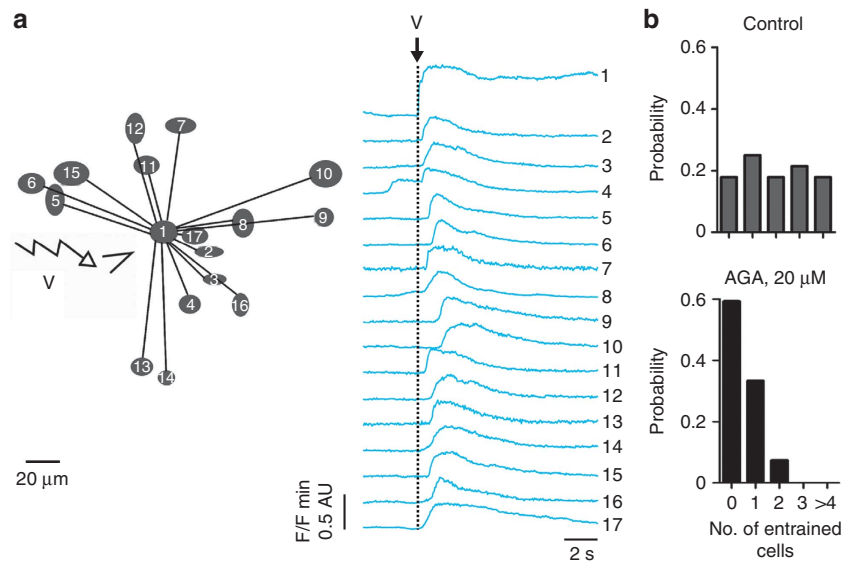 a
V
12
7
6
15
11
10
5
1
17
8
9
2
V
3
4
16
13
14
20 μm
1
2
3
4
5
6
7
8
9
10
11
12
13
14
15
16
17
F/F min
0.5 AU
2 s
b
Control
0.6
0.4
0.2
0
Probability
AGA, 20 μM
0.6
0.4
0.2
0
Probability
0 1 2 3 >4
No. of entrained
cells